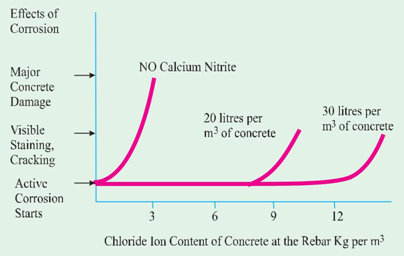 Effects of
Corrosion
Major
Concrete
Damage
Visible
Staining,
Cracking
Active
Corrosion
Starts
NO Calcium Nitrite
20 litres per
m³ of concrete
30 litres per
m³ of concrete
3 6 9 12
Chloride Ion Content of Concrete at the Rebar Kg per m³